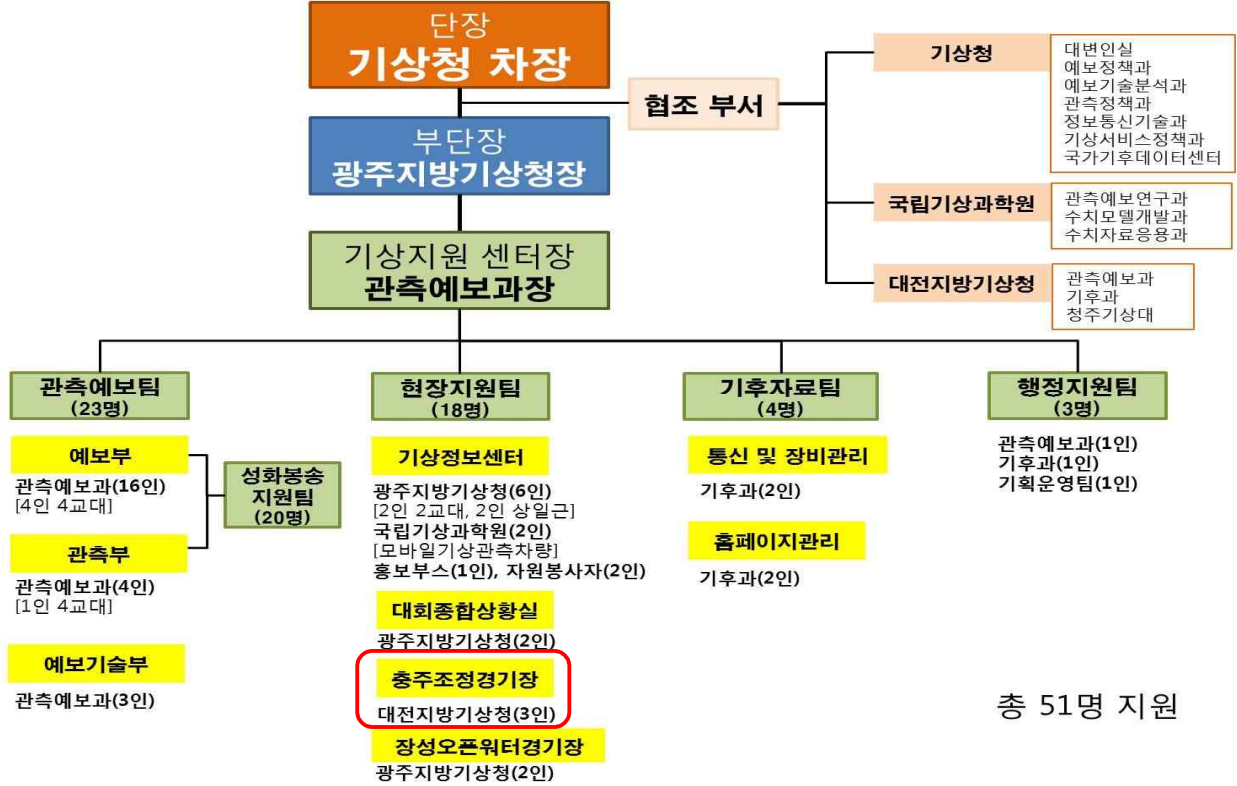 단장
기상청 차장
협조 부서
부단장
광주지방기상청장
기상지원 센터장
관측예보과장
기상청
대변인실
예보정책과
예보기술분석과
관측정책과
정보통신기술과
기상서비스정책과
국가기후데이터센터
국립기상과학원
관측예보연구과
수치모델개발과
수치자료응용과
대전지방기상청
관측예보과
기후과
청주기상대
관측예보팀
(23명)
예보부
관측예보과(16인)
[4인 4교대]
관측부
관측예보과(4인)
[1인 4교대]
성화봉송
지원팀
(20명)
예보기술부
관측예보과(3인)
현장지원팀
(18명)
기상정보센터
광주지방기상청(6인)
[2인 2교대, 2인 상일근]
국립기상과학원(2인)
[모바일기상관측차량]
홍보부스(1인), 자원봉사자(2인)
대회종합상황실
광주지방기상청(2인)
충주조정경기장
대전지방기상청(3인)
장성오픈워터경기장
광주지방기상청(2인)
기후자료팀
(4명)
통신 및 장비관리
기후과(2인)
홈페이지관리
기후과(2인)
행정지원팀
(3명)
관측예보과(1인)
기후과(1인)
기획운영팀(1인)
총 51명 지원